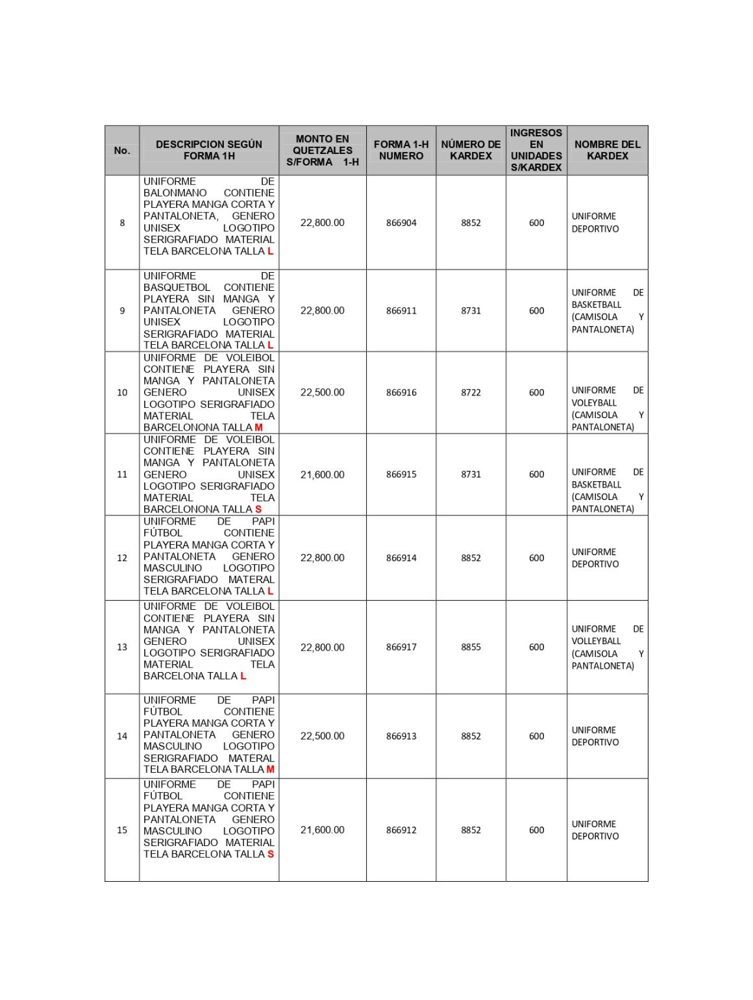 No.
DESCRIPCION SEGÚN
FORMA 1H
MONTO EN
QUETZALES
S/FORMA 1-H
FORMA 1-H
NUMERO
NÚMERO DE
KARDEX
INGRESOS
EN
UNIDADES
S/KARDEX
NOMBRE DEL
KARDEX
8
UNIFORME DE
BALONMANO CONTIENE
PLAYERA MANGA CORTA Y
PANTALONETA, GENERO
UNISEX LOGOTIPO
SERIGRAFIADO MATERIAL
TELA BARCELONA TALLA L
22,800.00
866904
8852
600
UNIFORME
DEPORTIVO
9
UNIFORME DE
BASQUETBOL CONTIENE
PLAYERA SIN MANGA Y
PANTALONETA GENERO
UNISEX LOGOTIPO
SERIGRAFIADO MATERIAL
TELA BARCELONA TALLA L
22,800.00
866911
8731
600
UNIFORME DE
BASKETBALL
(CAMISOLA Y
PANTALONETA)
10
UNIFORME DE VOLEIBOL
CONTIENE PLAYERA SIN
MANGA Y PANTALONETA
GENERO UNISEX
LOGOTIPO SERIGRAFIADO
MATERIAL TELA
BARCELONONA TALLA M
22,500.00
866916
8722
600
UNIFORME DE
VOLEYBALL
(CAMISOLA Y
PANTALONETA)
11
UNIFORME DE VOLEIBOL
CONTIENE PLAYERA SIN
MANGA Y PANTALONETA
GENERO UNISEX
LOGOTIPO SERIGRAFIADO
MATERIAL TELA
BARCELONONA TALLA S
21,600.00
866915
8731
600
UNIFORME DE
BASKETBALL
(CAMISOLA Y
PANTALONETA)
12
UNIFORME DE PAPI
FÚTBOL CONTIENE
PLAYERA MANGA CORTA Y
PANTALONETA GENERO
MASCULINO LOGOTIPO
SERIGRAFIADO MATERAL
TELA BARCELONA TALLA L
22,800.00
866914
8852
600
UNIFORME
DEPORTIVO
13
UNIFORME DE VOLEIBOL
CONTIENE PLAYERA SIN
MANGA Y PANTALONETA
GENERO UNISEX
LOGOTIPO SERIGRAFIADO
MATERIAL TELA
BARCELONA TALLA L
22,800.00
866917
8855
600
UNIFORME DE
VOLLEYBALL
(CAMISOLA Y
PANTALONETA)
14
UNIFORME DE PAPI
FÚTBOL CONTIENE
PLAYERA MANGA CORTA Y
PANTALONETA GENERO
MASCULINO LOGOTIPO
SERIGRAFIADO MATERAL
TELA BARCELONA TALLA M
22,500.00
866913
8852
600
UNIFORME
DEPORTIVO
15
UNIFORME DE PAPI
FÚTBOL CONTIENE
PLAYERA MANGA CORTA Y
PANTALONETA GENERO
MASCULINO LOGOTIPO
SERIGRAFIADO MATERIAL
TELA BARCELONA TALLA S
21,600.00
866912
8852
600
UNIFORME
DEPORTIVO